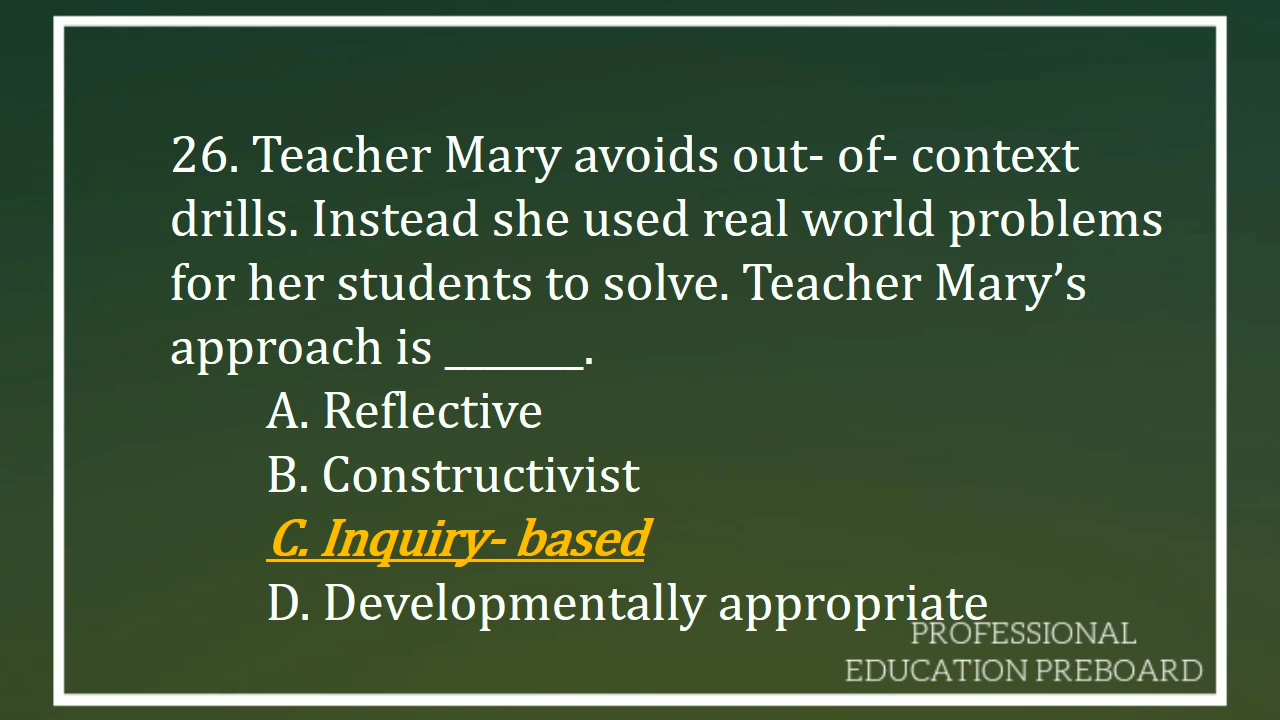 26. Teacher Mary avoids out- of- context
drills. Instead she used real world problems
for her students to solve. Teacher Mary’s
approach is _______.
A. Reflective
B. Constructivist
C. Inquiry- based
D. Developmentally appropriate
PROFESSIONAL
EDUCATION PREBOARD